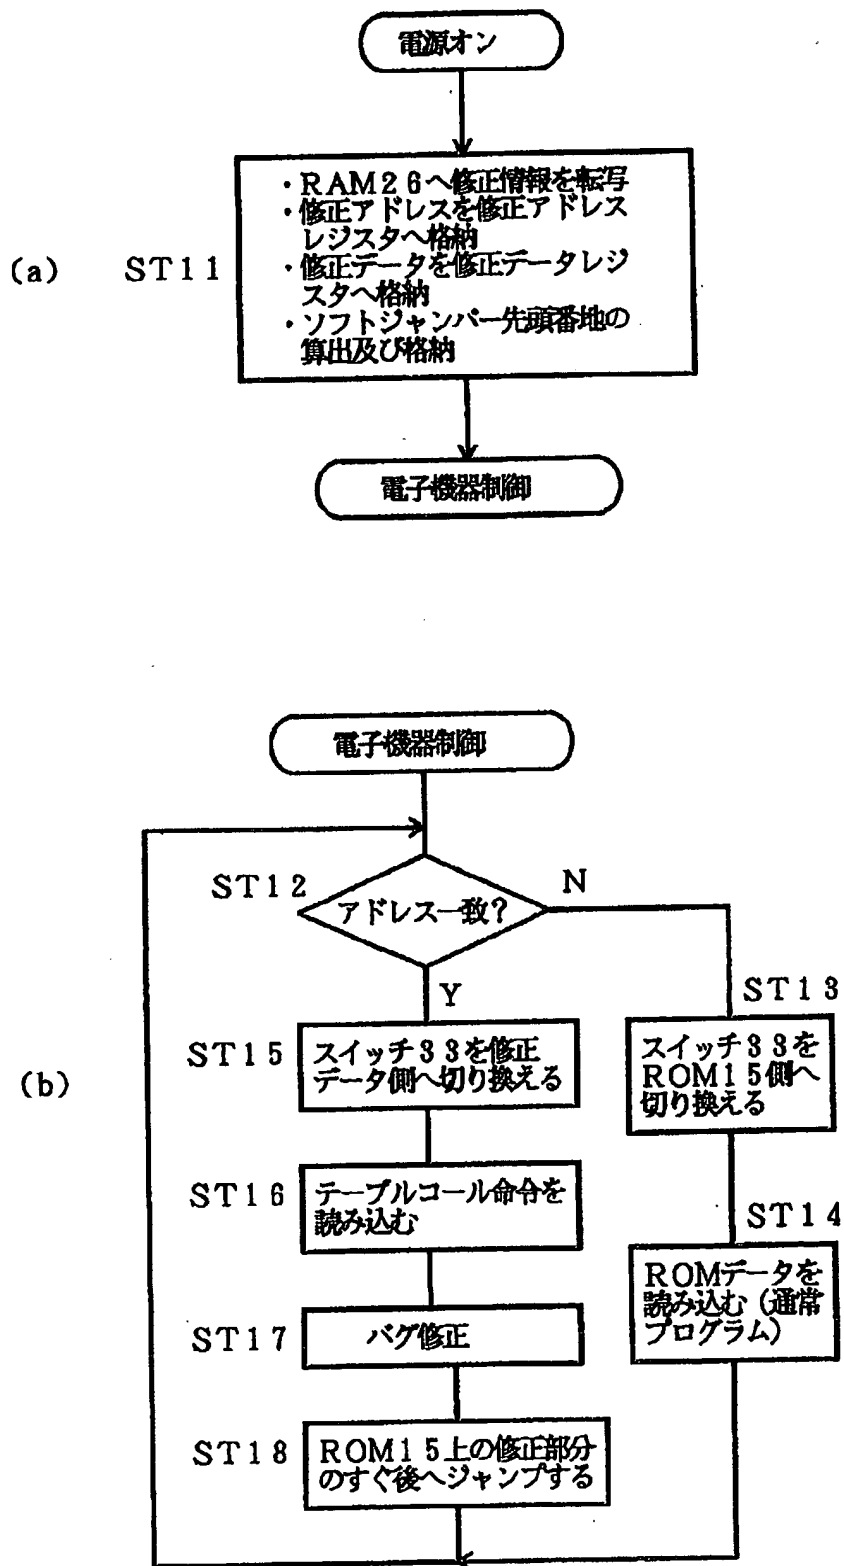 電源オン
・RAM26へ修正情報を転写
・修正アドレスを修正アドレス
レジスタへ格納
・修正データを修正データレジ
スタへ格納
・ソフトジャンパー先頭番地の
算出及び格納
(a)
ST11
電子機器制御
電子機器制御
ST12
アドレス一致?
N
Y
ST13
スイッチ33を
ROM15側へ
切り換える
ST15
スイッチ33を修正
データ側へ切り換える
(b)
ST16
テーブルコール命令を
読み込む
ST14
ROMデータを
読み込む(通常
プログラム)
ST17
バグ修正
ST18
ROM15上の修正部分
のすぐ後へジャンプする